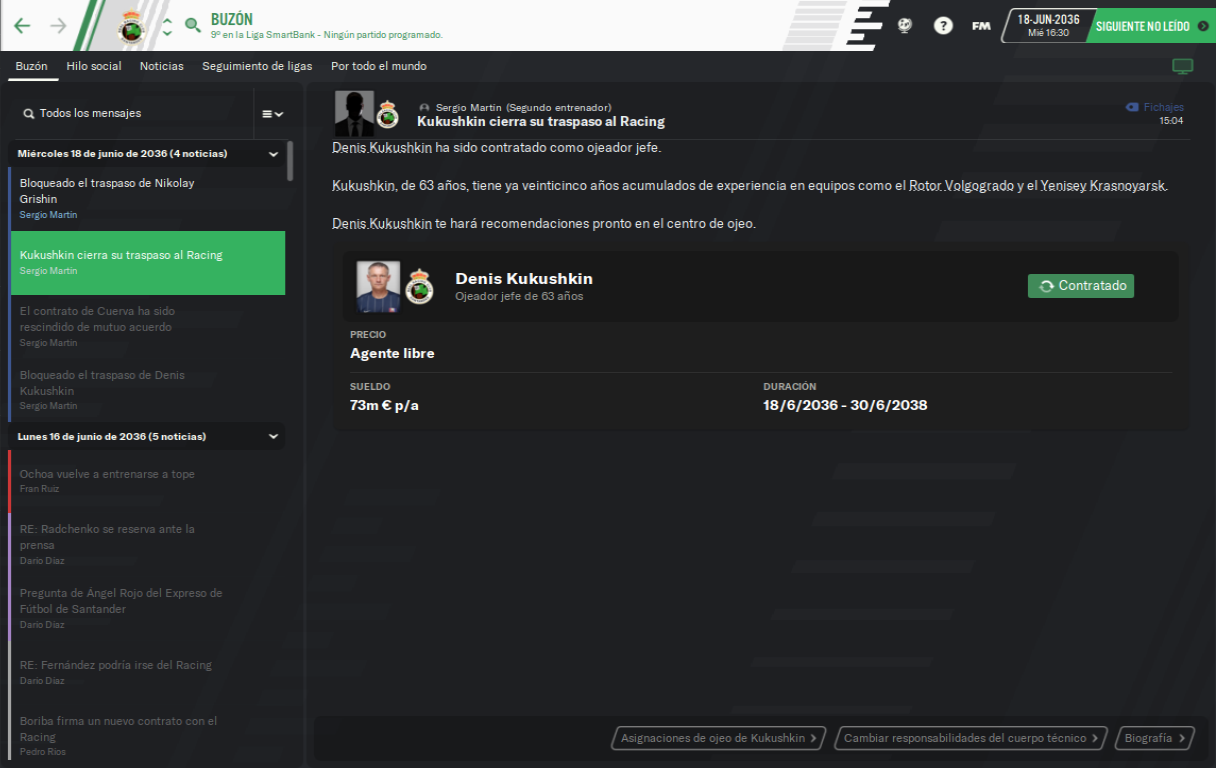 BUZÓN
9º en la Liga SmartBank - Ningún partido programado.
?
FM
18-JUN-2036
Mié 16:30
SIGUIENTE NO LEÍDO
Buzón
Hilo social
Noticias
Seguimiento de ligas
Por todo el mundo
Todos los mensajes
Miércoles 18 de junio de 2036 (4 noticias)
Bloqueado el traspaso de Nikolay
Grishin
Sergio Martín
Kukushkin cierra su traspaso al Racing
Sergio Martín
El contrato de Cuerva ha sido
rescindido de mutuo acuerdo
Sergio Martín
Bloqueado el traspaso de Denis
Kukushkin
Sergio Martín
Lunes 16 de junio de 2036 (5 noticias)
Ochoa vuelve a entrenarse a tope
Fran Ruiz
RE: Radchenko se reserva ante la
prensa
Darío Díaz
Pregunta de Ángel Rojo del Expreso de
Fútbol de Santander
Darío Díaz
RE: Fernández podría irse del Racing
Darío Díaz
Boriba firma un nuevo contrato con el
Racing
Pedro Ríos
Sergio Martín (Segundo entrenador)
Kukushkin cierra su traspaso al Racing
Fichajes
15:04
Denis Kukushkin ha sido contratado como ojeador jefe.
Kukushkin, de 63 años, tiene ya veinticinco años acumulados de experiencia en equipos como el Rotor Volgogrado y el Yenisey Krasnoyarsk.
Denis Kukushkin te hará recomendaciones pronto en el centro de ojeo.
Denis Kukushkin
Ojeador jefe de 63 años
Contratado
PRECIO
Agente libre
SUELDO
73m € p/a
DURACIÓN
18/6/2036 - 30/6/2038
Asignaciones de ojeo de Kukushkin
Cambiar responsabilidades del cuerpo técnico
Biografía